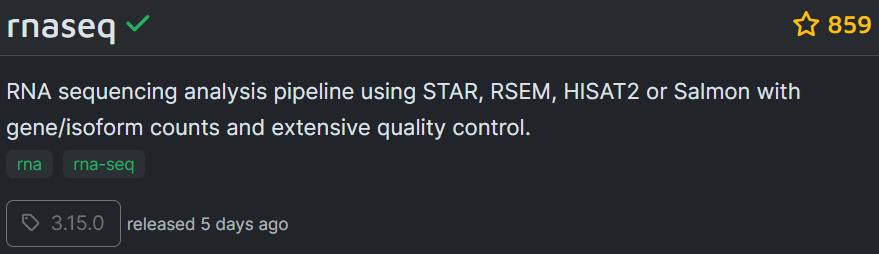 rnaseq 859
RNA sequencing analysis pipeline using STAR, RSEM, HISAT2 or Salmon with
gene/isoform counts and extensive quality control.
rna rna-seq
3.15.0 released 5 days ago